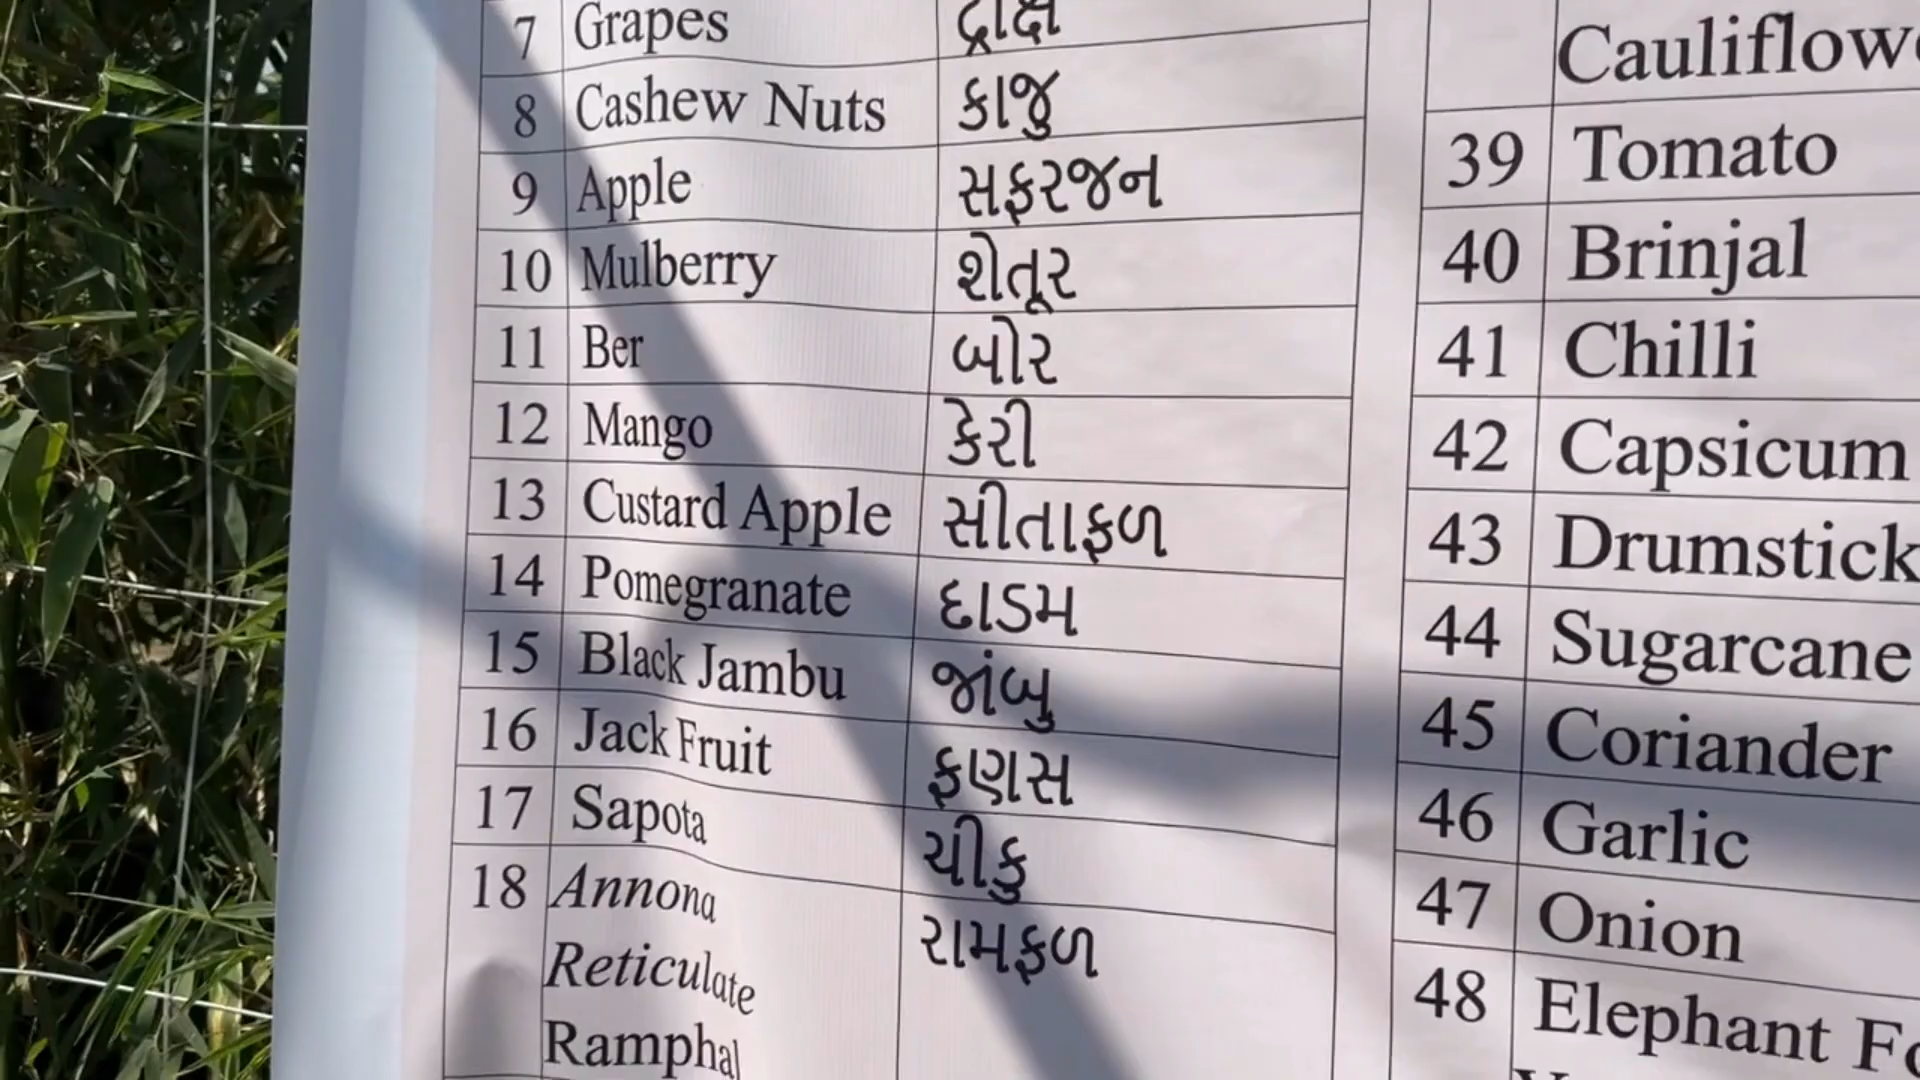 7 Grapes દ્રાક્ષ
8 Cashew Nuts કાજુ
9 Apple સફરજન
10 Mulberry શેતૂર
11 Ber બોર
12 Mango કેરી
13 Custard Apple સીતાફળ
14 Pomegranate દાડમ
15 Black Jambu જાંબુ
16 Jack Fruit ફણસ
17 Sapota ચીકુ
18 Annona રામફળ
Reticulate
Ramphal
39 Tomato
40 Brinjal
41 Chilli
42 Capsicum
43 Drumstick
44 Sugarcane
45 Coriander
46 Garlic
47 Onion
48 Elephant